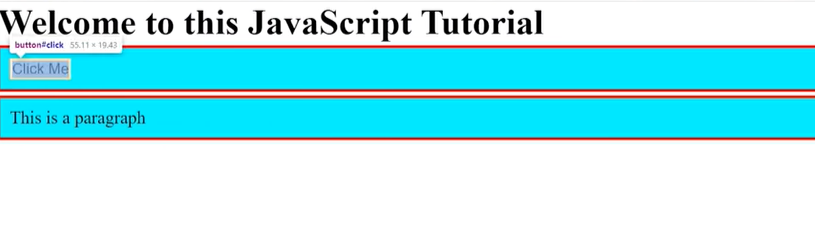 Welcome to this JavaScript Tutorial
button#click 55.11 × 19.43
Click Me
This is a paragraph